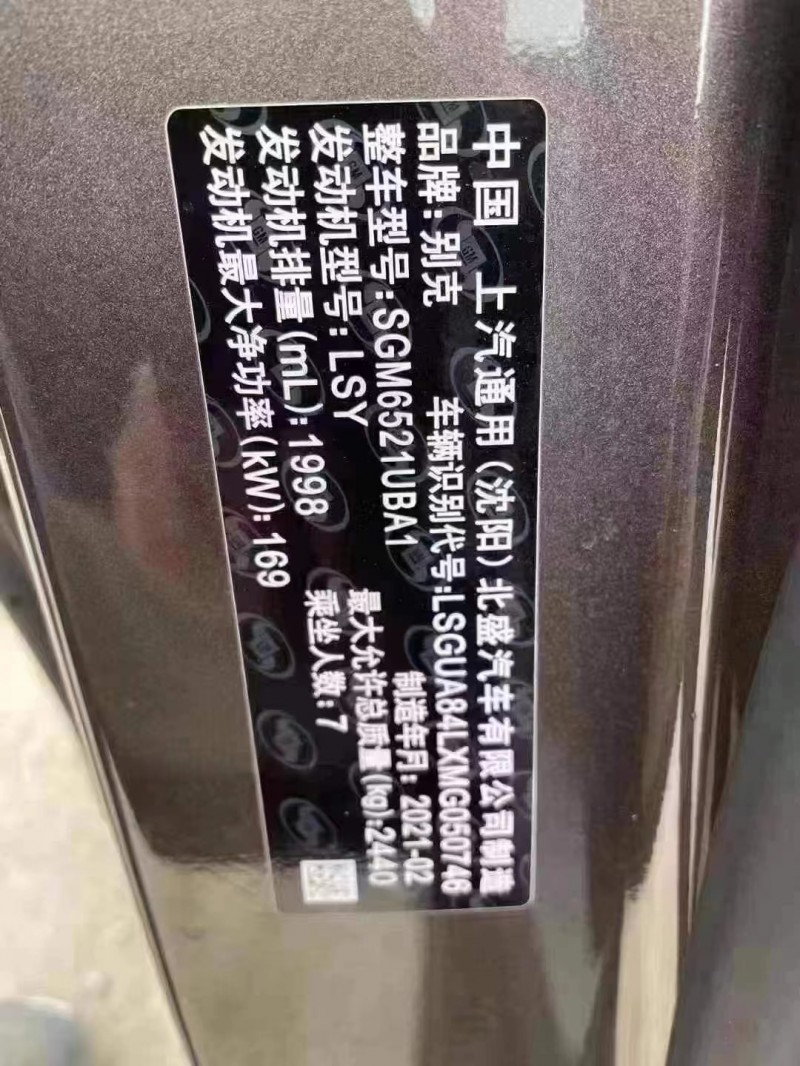 中国 上汽通用(沈阳)北盛汽车有限公司制造
品牌:别克 车辆识别代号:LSGUA84LXMG050746
整车型号:SGM6521UBA1 制造年月:2021-02
发动机型号:LSY 最大允许总质量(kg):2440
发动机排量(mL):1998 乘坐人数:7
发动机最大净功率(kW):169